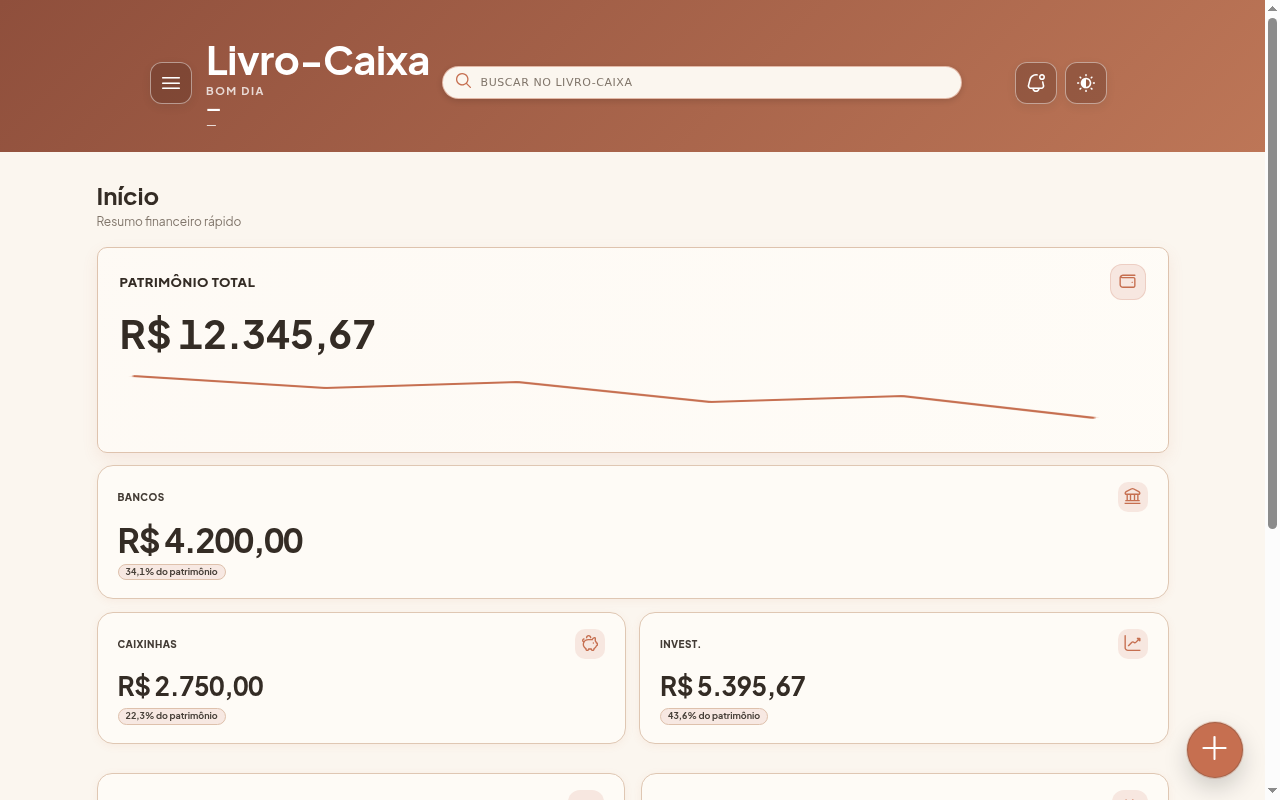 Livro-Caixa
BOM DIA
—
—
BUSCAR NO LIVRO-CAIXA
Início
Resumo financeiro rápido
PATRIMÔNIO TOTAL
R$ 12.345,67
BANCOS
R$ 4.200,00
34,1% do patrimônio
CAIXINHAS
R$ 2.750,00
22,3% do patrimônio
INVEST.
R$ 5.395,67
43,6% do patrimônio